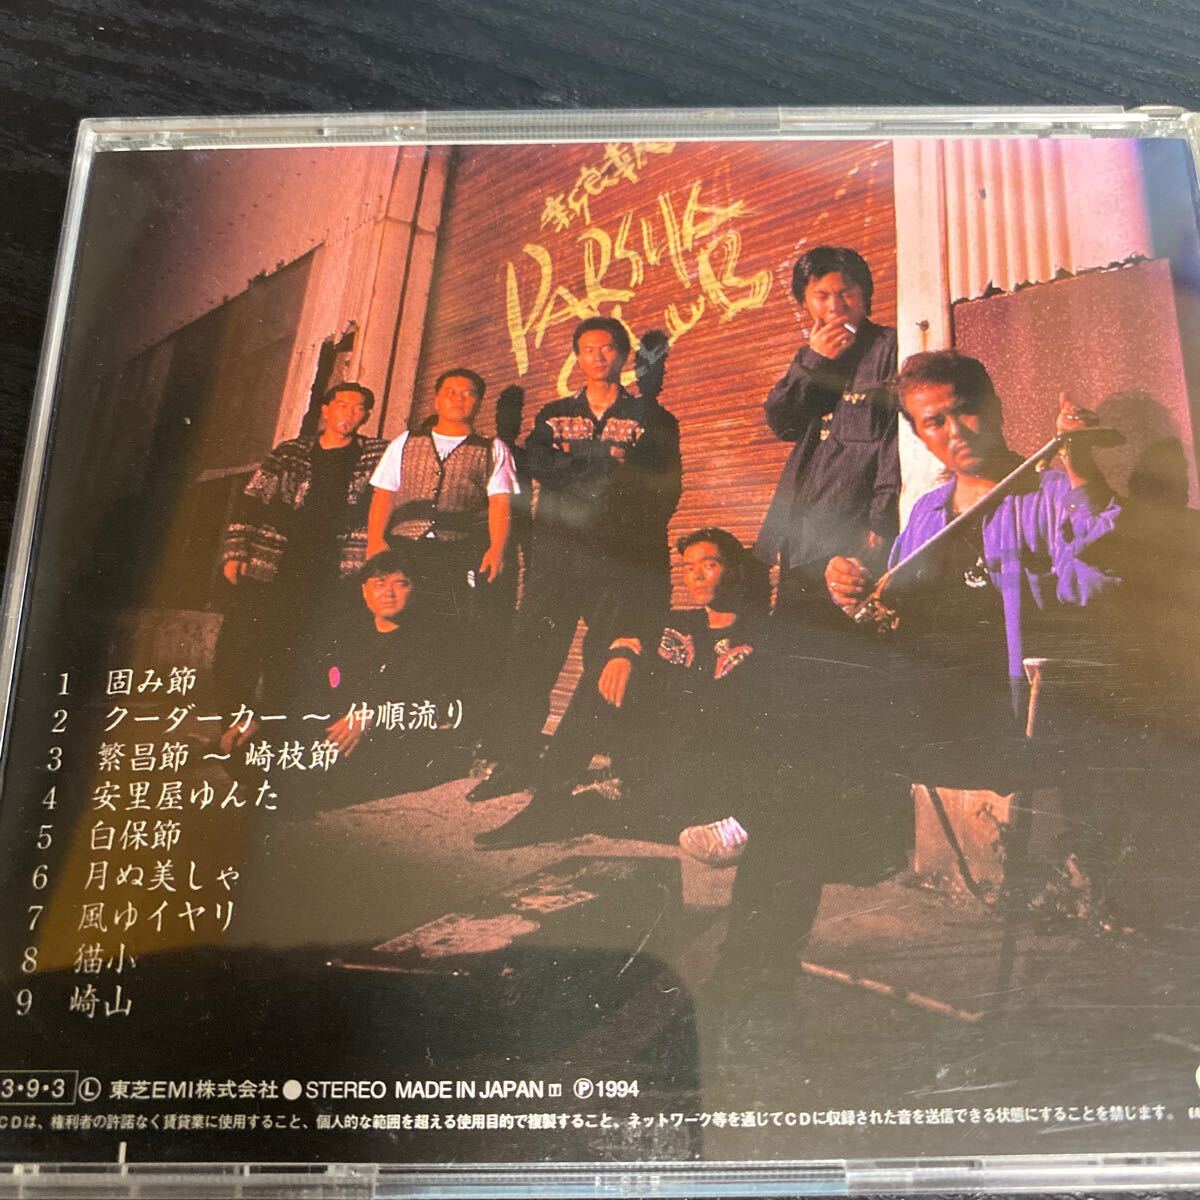 新良幸人
PARSHA
CLUB
1 固み節
2 クーダーカー ～ 仲順流り
3 繁昌節 ～ 崎枝節
4 安里屋ゆんた
5 白保節
6 月ぬ美しゃ
7 風ゆイヤリ
8 猫小
9 崎山
3・9・3 Ⓛ 東芝EMI株式会社 ● STEREO MADE IN JAPAN Ⓟ1994
CDは、権利者の許諾なく賃貸業に使用すること、個人的な範囲を超える使用目的で複製すること、ネットワーク等を通じてCDに収録された音を送信できる状態にすることを禁じます。